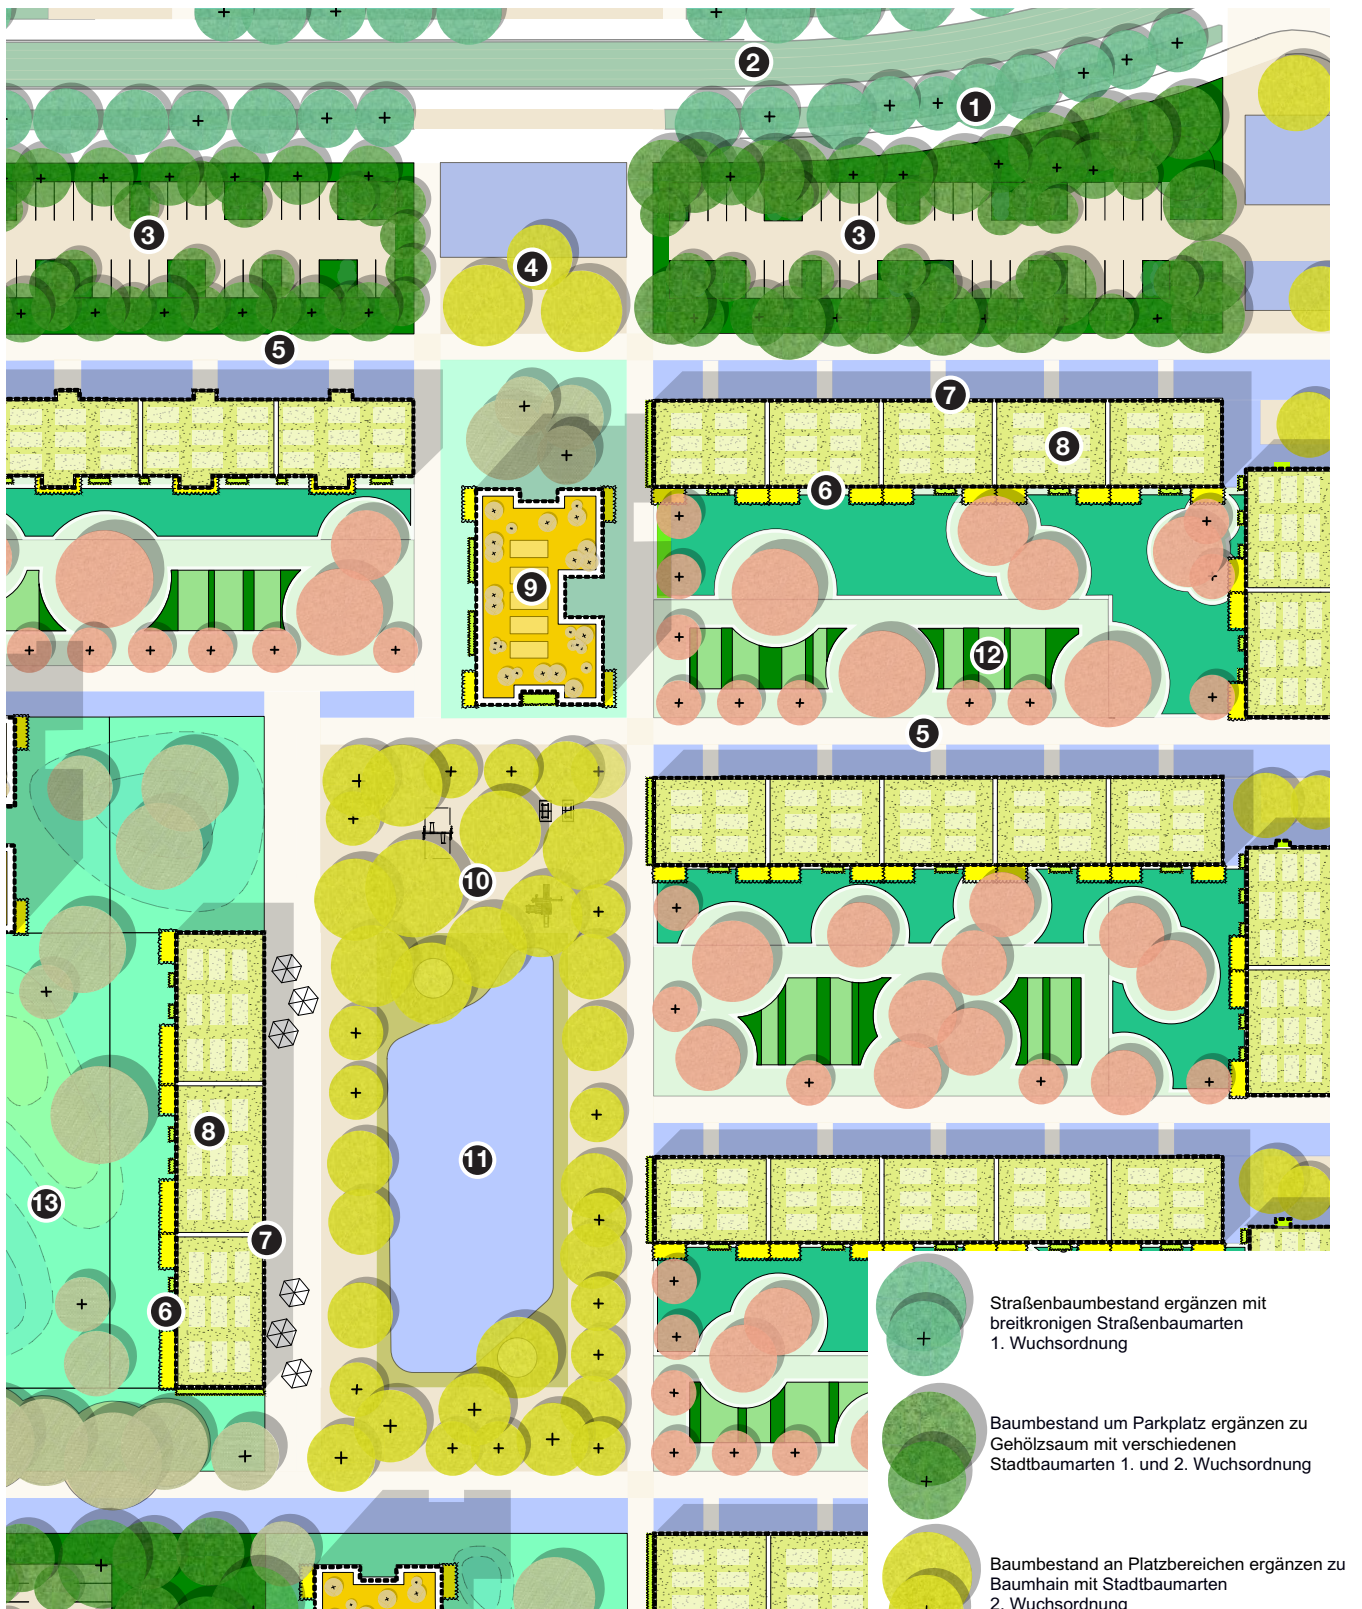 2
1
3
3
4
5
7
8
6
9
12
5
10
8
11
13
7
6
Straßenbaumbestand ergänzen mit
breitkronigen Straßenbaumarten
1. Wuchsordnung
Baumbestand um Parkplatz ergänzen zu
Gehölzsaum mit verschiedenen
Stadtbaumarten 1. und 2. Wuchsordnung
Baumbestand an Platzbereichen ergänzen zu
Baumhain mit Stadtbaumarten
2. Wuchsordnung